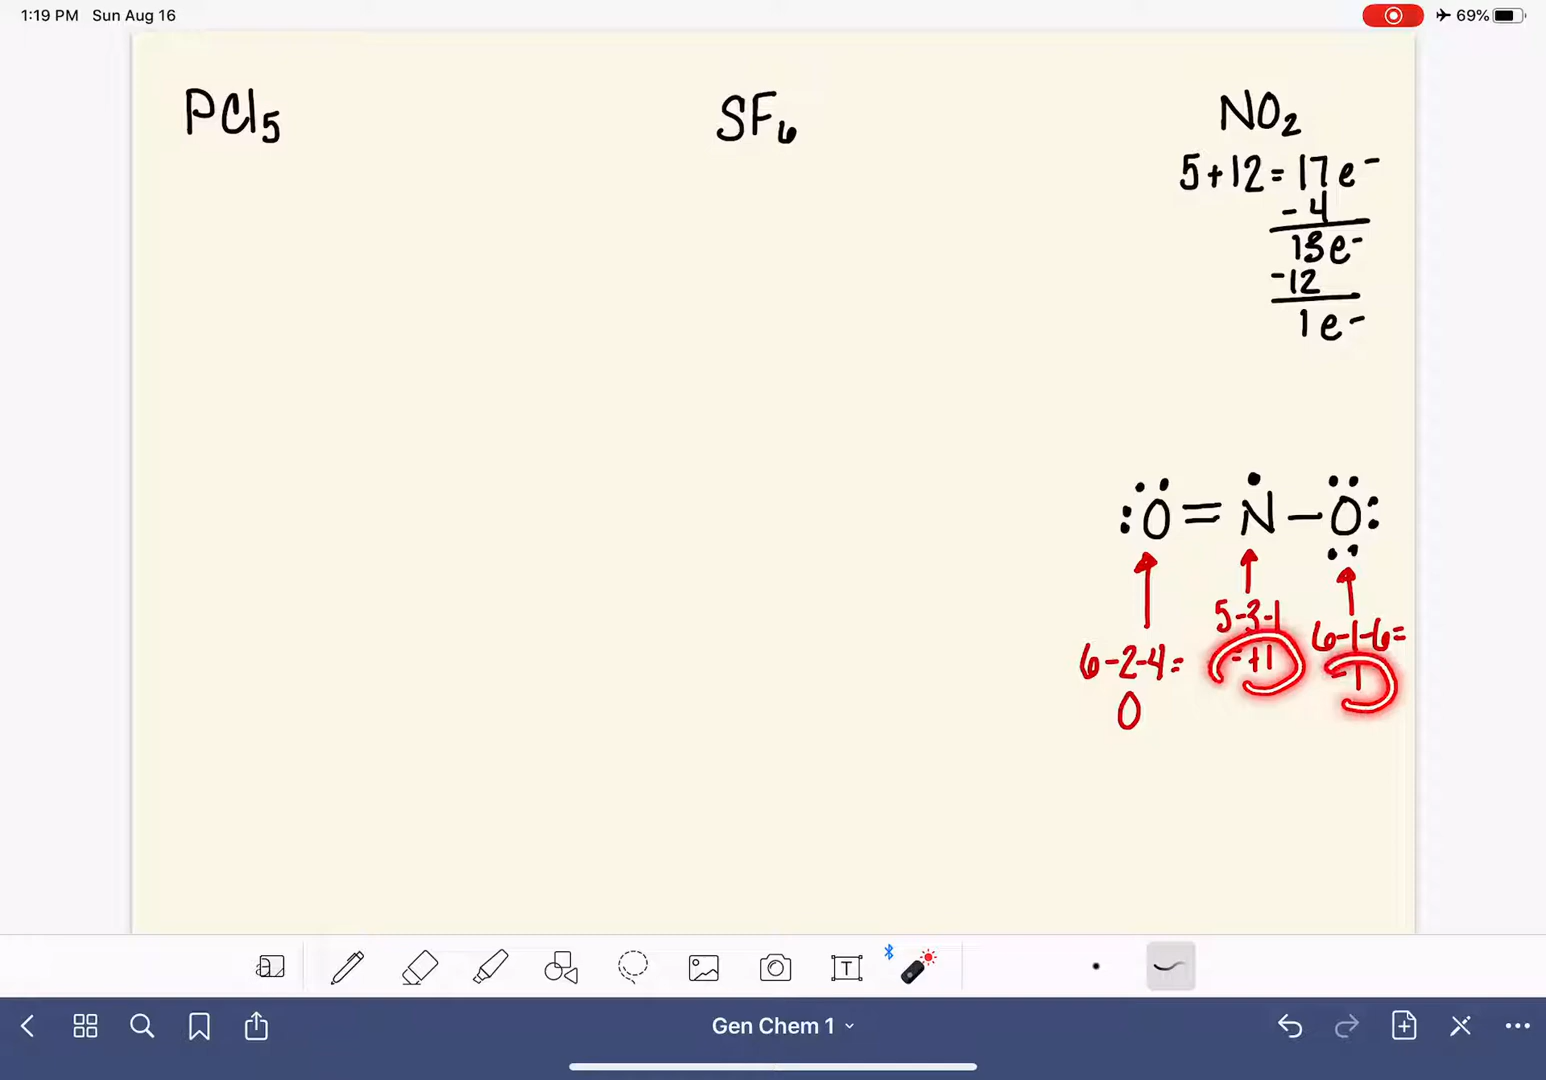 1:19 PM Sun Aug 16
69%
PCl5
SF6
NO2
5+12=17e-
-4
13e-
-12
1e-
:Ö=N-Ö:
6-2-4=
0
5-3-1
=+1
6-1-6=
-1
T
Gen Chem 1